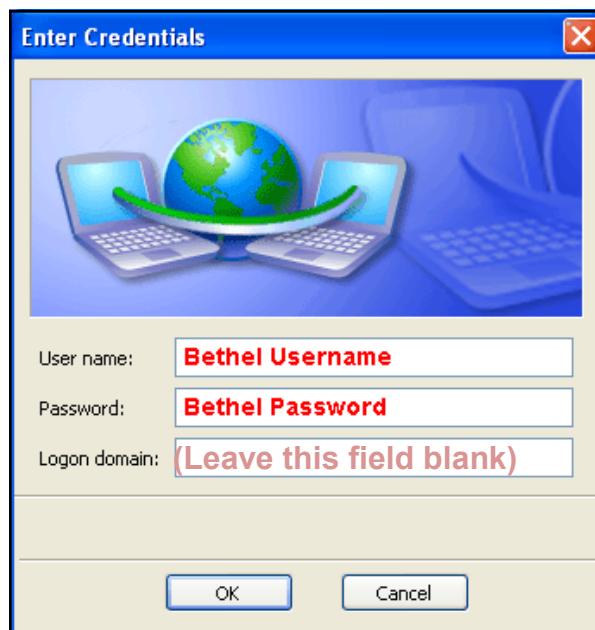 Enter Credentials
User name: Bethel Username
Password: Bethel Password
Logon domain: (Leave this field blank)
OK Cancel